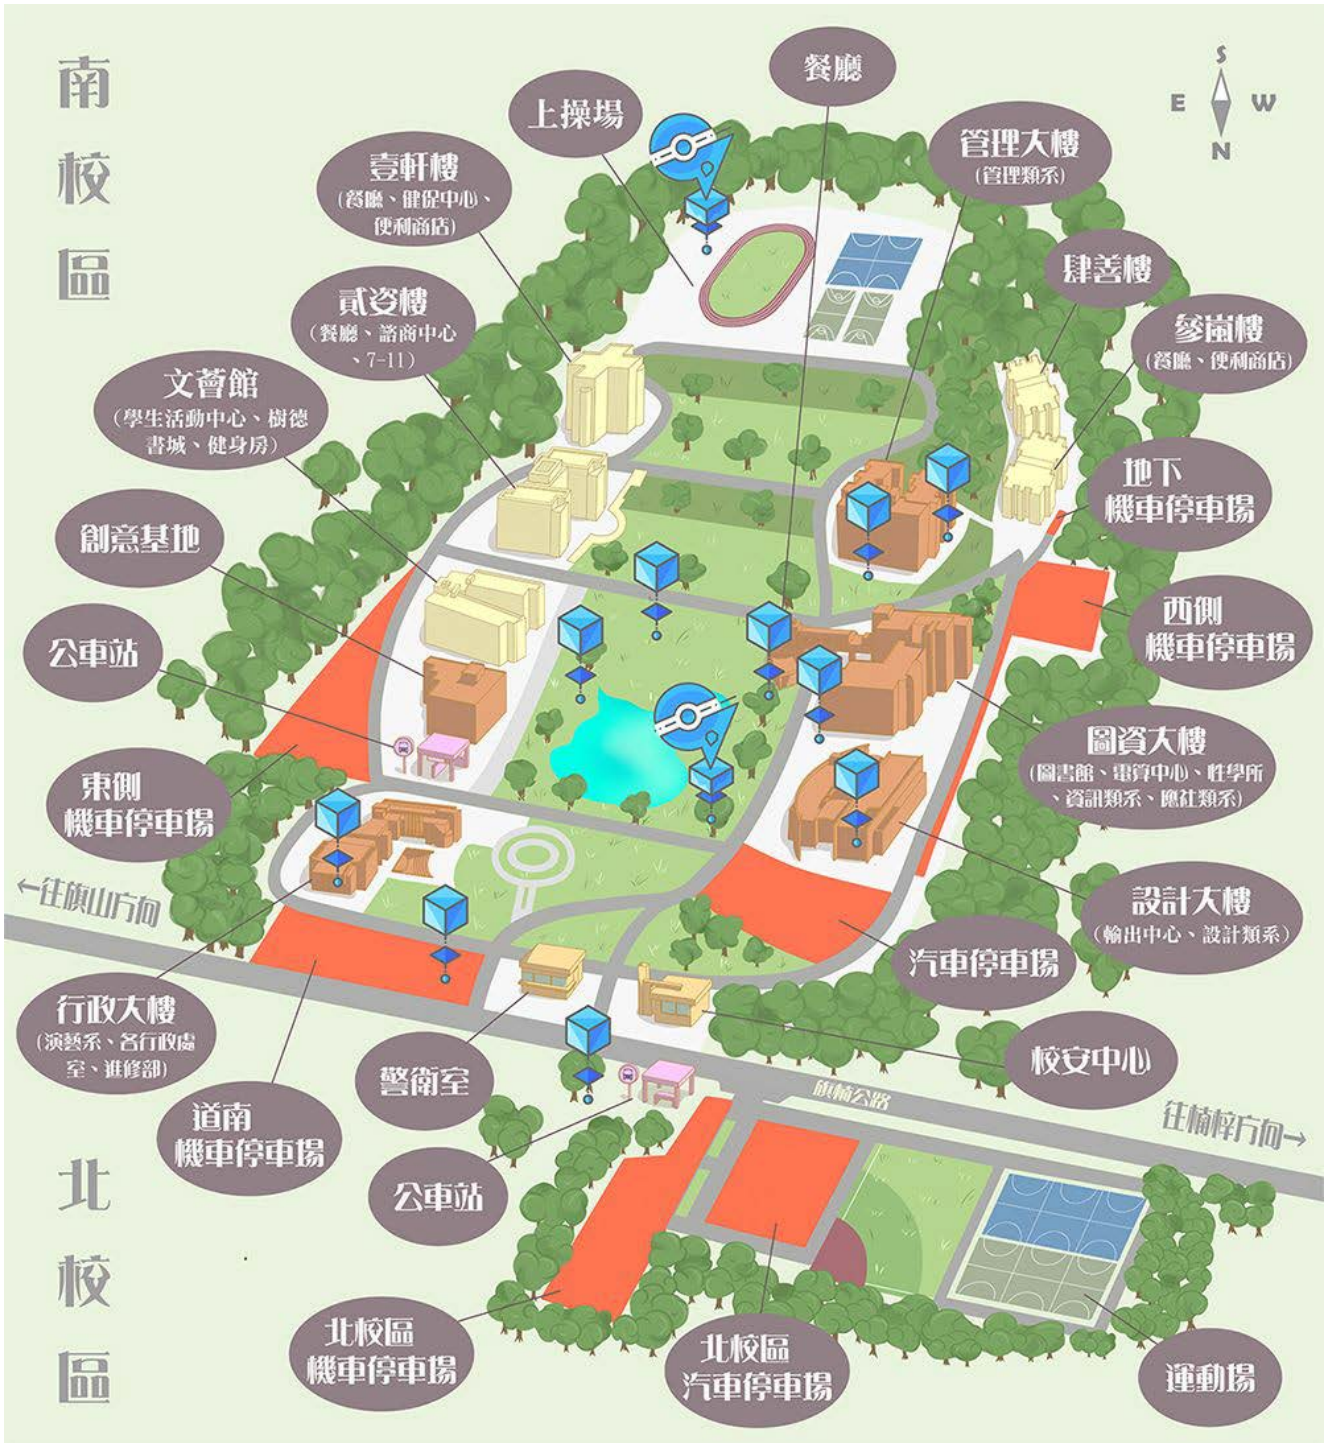 南校區
S
E
W
N
餐廳
上操場
管理大樓
(管理類系)
壹軒樓
(餐廳、健促中心、
便利商店)
肆善樓
貳姿樓
(餐廳、諮商中心
、7-11)
參嵐樓
(餐廳、便利商店)
文薈館
(學生活動中心、樹德
書城、健身房)
地下
機車停車場
創意基地
西側
機車停車場
公車站
圖資大樓
(圖書館、電算中心、性學所
、資訊類系、應社類系)
東側
機車停車場
←往旗山方向
設計大樓
(輸出中心、設計類系)
汽車停車場
行政大樓
(演藝系、各行政處
室、進修部)
校安中心
警衛室
道南
機車停車場
旗楠公路
往楠梓方向→
公車站
北校區
北校區
機車停車場
北校區
汽車停車場
運動場